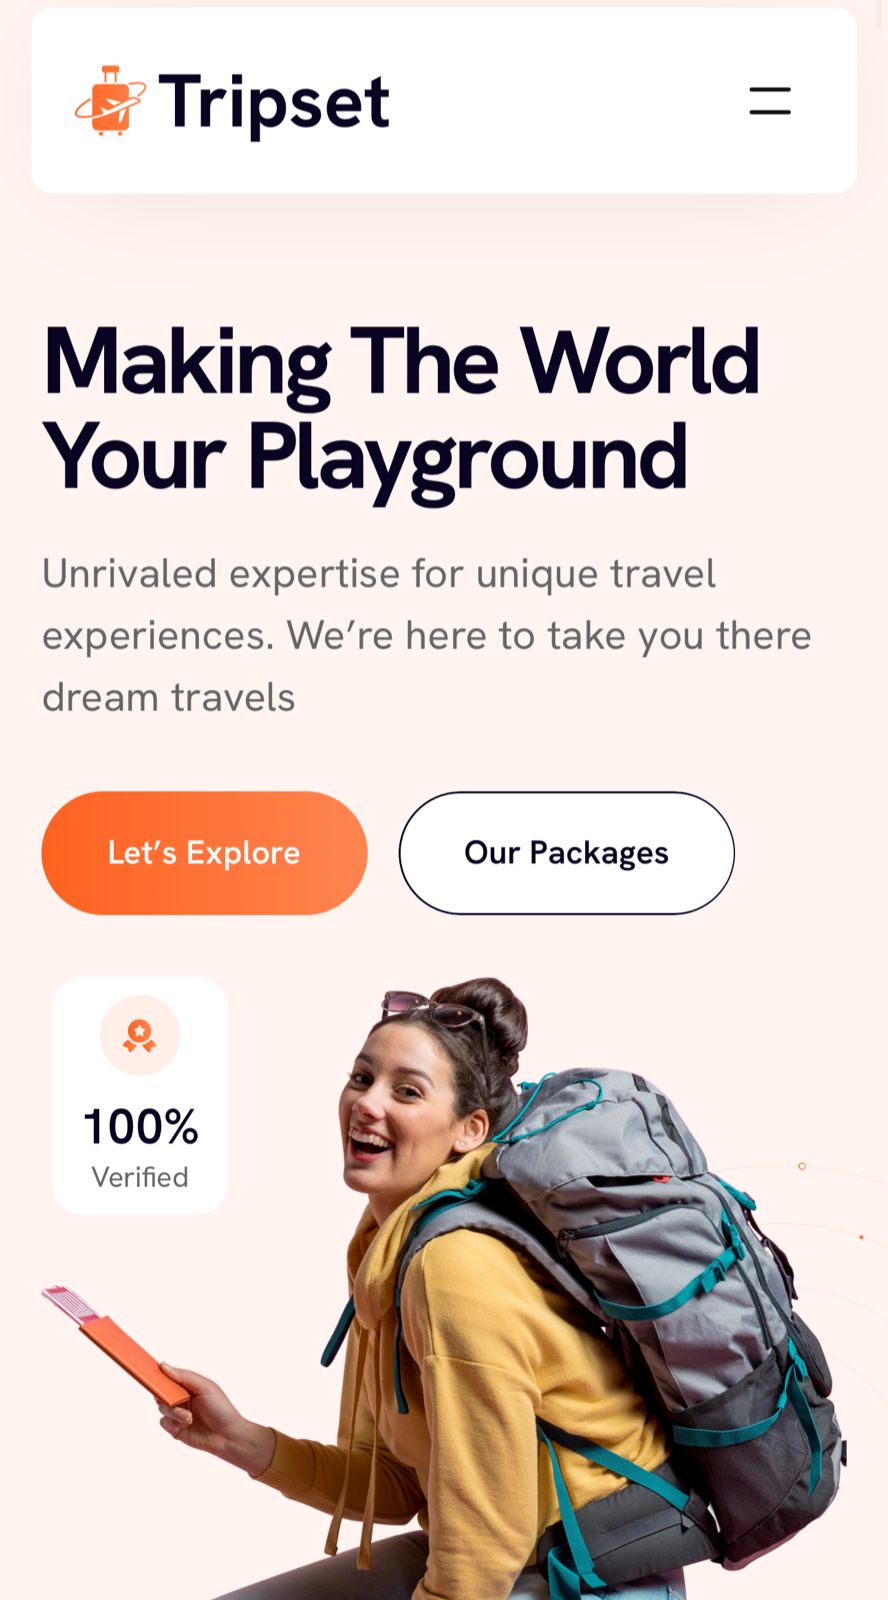 Tripset
Making The World
Your Playground
Unrivaled expertise for unique travel
experiences. We’re here to take you there
dream travels
Let’s Explore
Our Packages
100%
Verified